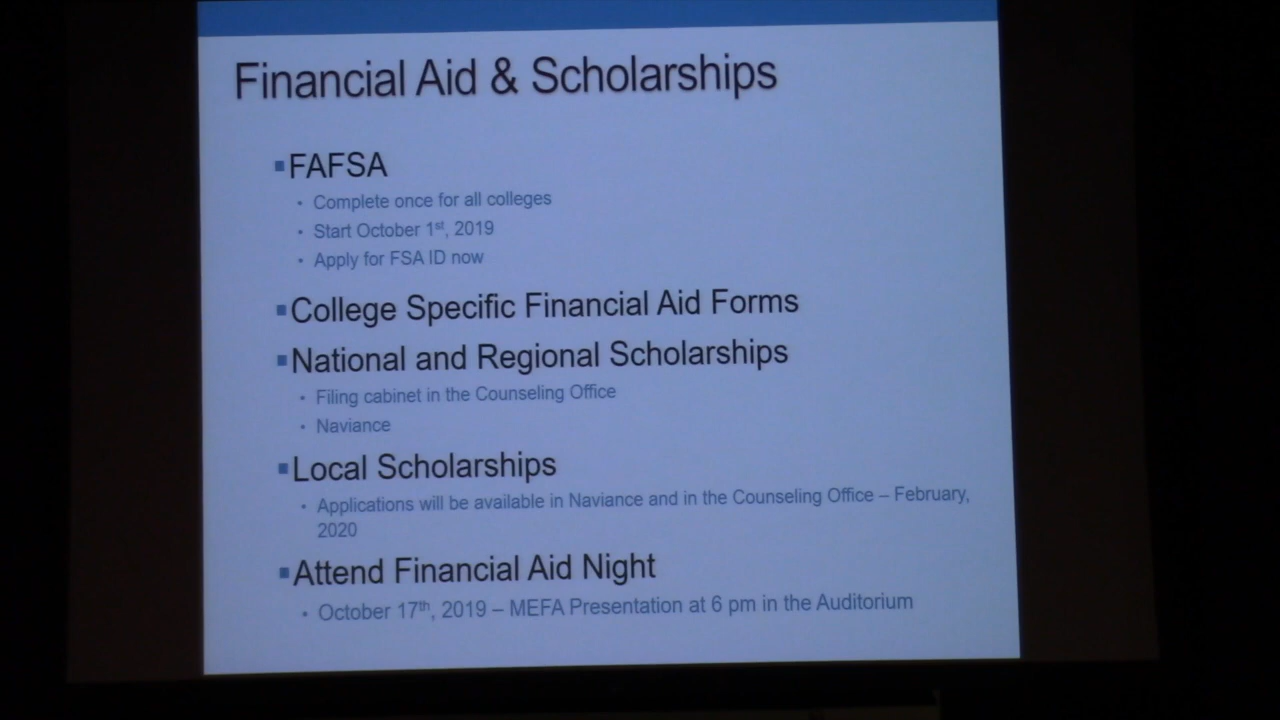 Financial Aid & Scholarships
▪FAFSA
• Complete once for all colleges
• Start October 1st, 2019
• Apply for FSA ID now
▪College Specific Financial Aid Forms
▪National and Regional Scholarships
• Filing cabinet in the Counseling Office
• Naviance
▪Local Scholarships
• Applications will be available in Naviance and in the Counseling Office – February,
2020
▪Attend Financial Aid Night
• October 17th, 2019 – MEFA Presentation at 6 pm in the Auditorium